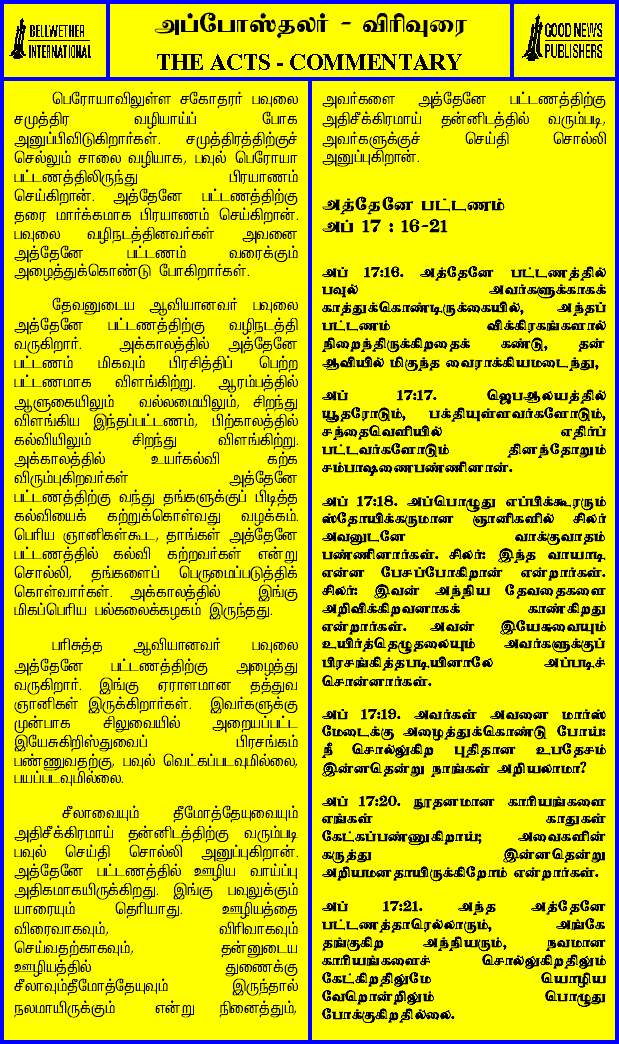 BELLWETHER
INTERNATIONAL
அப்போஸ்தலர் - விரிவுரை
THE ACTS - COMMENTARY
GOOD NEWS
PUBLISHERS
பெரோயாவிலுள்ள சகோதரர் பவுலை
சமுத்திர வழியாய்ப் போக
அனுப்பிவிடுகிறார்கள். சமுத்திரத்திற்குச்
செல்லும் சாலை வழியாக, பவுல் பெரோயா
பட்டணத்திலிருந்து பிரயாணம்
செய்கிறான். அத்தேனே பட்டணத்திற்கு
தரை மார்க்கமாக பிரயாணம் செய்கிறான்.
பவுலை வழிநடத்தினவர்கள் அவனை
அத்தேனே பட்டணம் வரைக்கும்
அழைத்துக்கொண்டு போகிறார்கள்.
தேவனுடைய ஆவியானவர் பவுலை
அத்தேனே பட்டணத்திற்கு வழிநடத்தி
வருகிறார். அக்காலத்தில் அத்தேனே
பட்டணம் மிகவும் பிரசித்திப் பெற்ற
பட்டணமாக விளங்கிற்று. ஆரம்பத்தில்
ஆளுகையிலும் வல்லமையிலும், சிறந்து
விளங்கிய இந்தப்பட்டணம், பிற்காலத்தில்
கல்வியிலும் சிறந்து விளங்கிற்று.
அக்காலத்தில் உயர்கல்வி கற்க
விரும்புகிறவர்கள் அத்தேனே
பட்டணத்திற்கு வந்து தங்களுக்குப் பிடித்த
கல்வியைக் கற்றுக்கொள்வது வழக்கம்.
பெரிய ஞானிகள்கூட, தாங்கள் அத்தேனே
பட்டணத்தில் கல்வி கற்றவர்கள் என்று
சொல்லி, தங்களைப் பெருமைப்படுத்திக்
கொள்வார்கள். அக்காலத்தில் இங்கு
மிகப்பெரிய பல்கலைக்கழகம் இருந்தது.
பரிசுத்த ஆவியானவர் பவுலை
அத்தேனே பட்டணத்திற்கு அழைத்து
வருகிறார். இங்கு ஏராளமான தத்துவ
ஞானிகள் இருக்கிறார்கள். இவர்களுக்கு
முன்பாக சிலுவையில் அறையப்பட்ட
இயேசுகிறிஸ்துவைப் பிரசங்கம்
பண்ணுவதற்கு, பவுல் வெட்கப்படவுமில்லை,
பயப்படவுமில்லை.
சீலாவையும் தீமோத்தேயுவையும்
அதிசீக்கிரமாய் தன்னிடத்திற்கு வரும்படி
பவுல் செய்தி சொல்லி அனுப்புகிறான்.
அத்தேனே பட்டணத்தில் ஊழிய வாய்ப்பு
அதிகமாகயிருக்கிறது. இங்கு பவுலுக்கும்
யாரையும் தெரியாது. ஊழியத்தை
விரைவாகவும், விரிவாகவும்
செய்வதற்காகவும், தன்னுடைய
ஊழியத்தில் துணைக்கு
சீலாவும்தீமோத்தேயுவும் இருந்தால்
நலமாயிருக்கும் என்று நினைத்தும்,
அவர்களை அத்தேனே பட்டணத்திற்கு
அதிசீக்கிரமாய் தன்னிடத்தில் வரும்படி,
அவர்களுக்குச் செய்தி சொல்லி
அனுப்புகிறான்.
அத்தேனே பட்டணம்
அப் 17 : 16-21
அப் 17:16. அத்தேனே பட்டணத்தில்
பவுல் அவர்களுக்காகக்
காத்துக்கொண்டிருக்கையில், அந்தப்
பட்டணம் விக்கிரகங்களால்
நிறைந்திருக்கிறதைக் கண்டு, தன்
ஆவியில் மிகுந்த வைராக்கியமடைந்து,
அப் 17:17. ஜெபஆலயத்தில்
யூதரோடும், பக்தியுள்ளவர்களோடும்,
சந்தைவெளியில் எதிர்ப்
பட்டவர்களோடும் தினந்தோறும்
சம்பாஷணைபண்ணினான்.
அப் 17:18. அப்பொழுது எப்பிக்கூரரும்
ஸ்தோயிக்கருமான ஞானிகளில் சிலர்
அவனுடனே வாக்குவாதம்
பண்ணினார்கள். சிலர்: இந்த வாயாடி
என்ன பேசப்போகிறான் என்றார்கள்.
சிலர்: இவன் அந்நிய தேவதைகளை
அறிவிக்கிறவனாகக் காண்கிறது
என்றார்கள். அவன் இயேசுவையும்
உயிர்த்தெழுதலையும் அவர்களுக்குப்
பிரசங்கித்தபடியினாலே அப்படிச்
சொன்னார்கள்.
அப் 17:19. அவர்கள் அவனை மார்ஸ்
மேடைக்கு அழைத்துக்கொண்டு போய்:
நீ சொல்லுகிற புதிதான உபதேசம்
இன்னதென்று நாங்கள் அறியலாமா?
அப் 17:20. நூதனமான காரியங்களை
எங்கள் காதுகள்
கேட்கப்பண்ணுகிறாய்; அவைகளின்
கருத்து இன்னதென்று
அறியமனதாயிருக்கிறோம் என்றார்கள்.
அப் 17:21. அந்த அத்தேனே
பட்டணத்தாரெல்லாரும், அங்கே
தங்குகிற அந்நியரும், நவமான
காரியங்களைச் சொல்லுகிறதிலும்
கேட்கிறதிலுமே யொழிய
வேறொன்றிலும் பொழுது
போக்குகிறதில்லை.